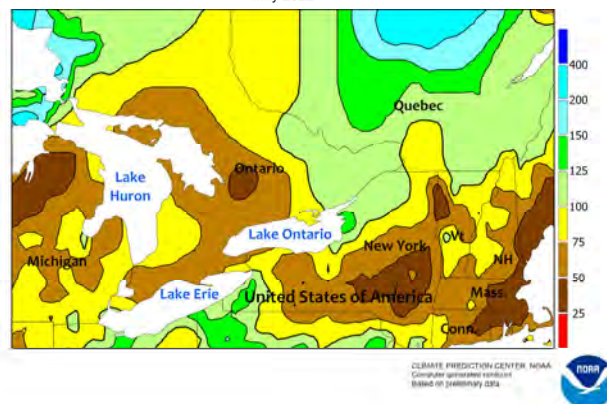 Quebec
Ontario
Lake
Huron
Lake Ontario
Michigan
New York
Vt
NH
Lake Erie
United States of America
Mass.
Conn.
400
200
150
125
100
75
50
25
CLIMATE PREDICTION CENTER, NOAA
Computer generated contours
Based on preliminary data
NOAA